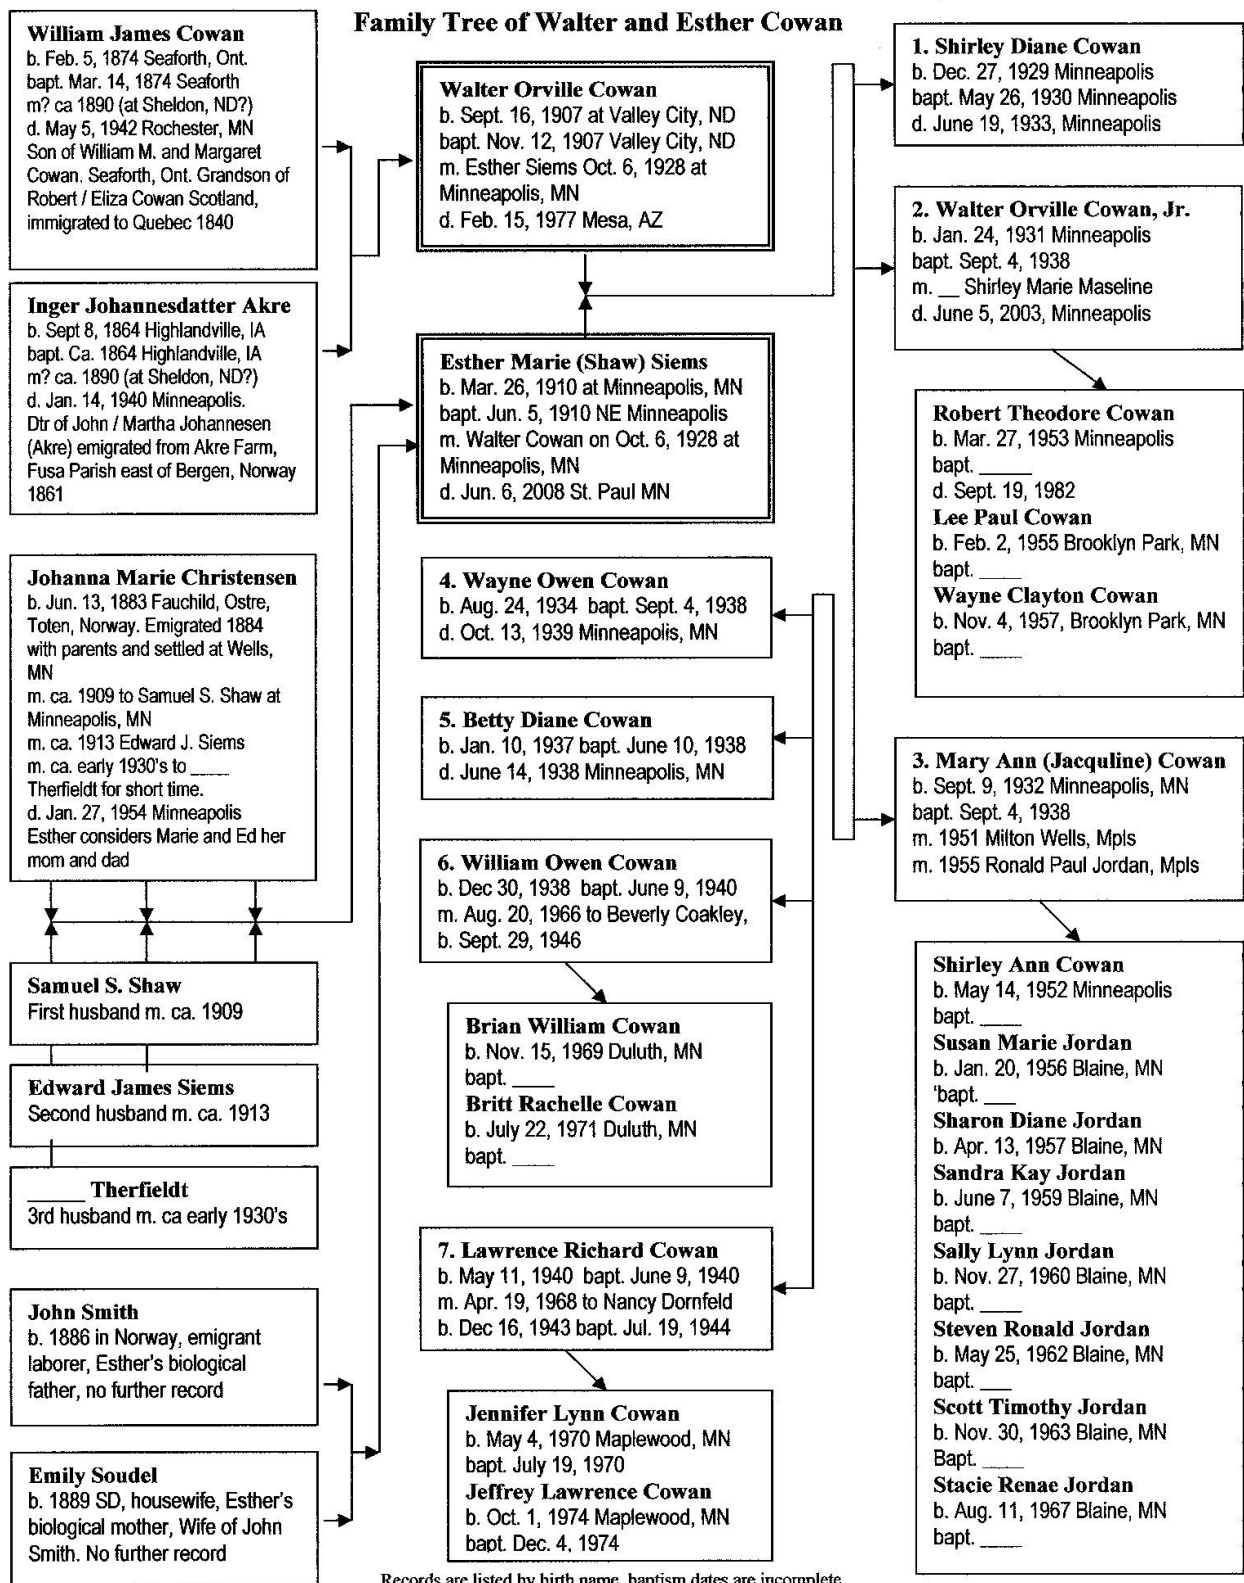 Family Tree of Walter and Esther Cowan
William James Cowan
b. Feb. 5, 1874 Seaforth, Ont.
bapt. Mar. 14, 1874 Seaforth
m? ca 1890 (at Sheldon, ND?)
d. May 5, 1942 Rochester, MN
Son of William M. and Margaret
Cowan. Seaforth, Ont. Grandson of
Robert / Eliza Cowan Scotland,
immigrated to Quebec 1840
Inger Johannesdatter Akre
b. Sept 8, 1864 Highlandville, IA
bapt. Ca. 1864 Highlandville, IA
m? ca. 1890 (at Sheldon, ND?)
d. Jan. 14, 1940 Minneapolis.
Dtr of John / Martha Johannesen
(Akre) emigrated from Akre Farm,
Fusa Parish east of Bergen, Norway
1861
Johanna Marie Christensen
b. Jun. 13, 1883 Fauchild, Ostre,
Toten, Norway. Emigrated 1884
with parents and settled at Wells,
MN
m. ca. 1909 to Samuel S. Shaw at
Minneapolis, MN
m. ca. 1913 Edward J. Siems
m. ca. early 1930's to ____
Therfieldt for short time.
d. Jan. 27, 1954 Minneapolis
Esther considers Marie and Ed her
mom and dad
Samuel S. Shaw
First husband m. ca. 1909
Edward James Siems
Second husband m. ca. 1913
_____ Therfieldt
3rd husband m. ca early 1930's
John Smith
b. 1886 in Norway, emigrant
laborer, Esther's biological
father, no further record
Emily Soudel
b. 1889 SD, housewife, Esther's
biological mother, Wife of John
Smith. No further record
Walter Orville Cowan
b. Sept. 16, 1907 at Valley City, ND
bapt. Nov. 12, 1907 Valley City, ND
m. Esther Siems Oct. 6, 1928 at
Minneapolis, MN
d. Feb. 15, 1977 Mesa, AZ
Esther Marie (Shaw) Siems
b. Mar. 26, 1910 at Minneapolis, MN
bapt. Jun. 5, 1910 NE Minneapolis
m. Walter Cowan on Oct. 6, 1928 at
Minneapolis, MN
d. Jun. 6, 2008 St. Paul MN
1. Shirley Diane Cowan
b. Dec. 27, 1929 Minneapolis
bapt. May 26, 1930 Minneapolis
d. June 19, 1933, Minneapolis
2. Walter Orville Cowan, Jr.
b. Jan. 24, 1931 Minneapolis
bapt. Sept. 4, 1938
m. __ Shirley Marie Maseline
d. June 5, 2003, Minneapolis
Robert Theodore Cowan
b. Mar. 27, 1953 Minneapolis
bapt. _____
d. Sept. 19, 1982
Lee Paul Cowan
b. Feb. 2, 1955 Brooklyn Park, MN
bapt. ____
Wayne Clayton Cowan
b. Nov. 4, 1957, Brooklyn Park, MN
bapt. ____
3. Mary Ann (Jacquline) Cowan
b. Sept. 9, 1932 Minneapolis, MN
bapt. Sept. 4, 1938
m. 1951 Milton Wells, Mpls
m. 1955 Ronald Paul Jordan, Mpls
Shirley Ann Cowan
b. May 14, 1952 Minneapolis
bapt. ____
Susan Marie Jordan
b. Jan. 20, 1956 Blaine, MN
'bapt. ___
Sharon Diane Jordan
b. Apr. 13, 1957 Blaine, MN
Sandra Kay Jordan
b. June 7, 1959 Blaine, MN
bapt. ____
Sally Lynn Jordan
b. Nov. 27, 1960 Blaine, MN
bapt. ____
Steven Ronald Jordan
b. May 25, 1962 Blaine, MN
bapt. ___
Scott Timothy Jordan
b. Nov. 30, 1963 Blaine, MN
Bapt. ____
Stacie Renae Jordan
b. Aug. 11, 1967 Blaine, MN
bapt. ____
4. Wayne Owen Cowan
b. Aug. 24, 1934 bapt. Sept. 4, 1938
d. Oct. 13, 1939 Minneapolis, MN
5. Betty Diane Cowan
b. Jan. 10, 1937 bapt. June 10, 1938
d. June 14, 1938 Minneapolis, MN
6. William Owen Cowan
b. Dec 30, 1938 bapt. June 9, 1940
m. Aug. 20, 1966 to Beverly Coakley,
b. Sept. 29, 1946
Brian William Cowan
b. Nov. 15, 1969 Duluth, MN
bapt. ____
Britt Rachelle Cowan
b. July 22, 1971 Duluth, MN
bapt. ____
7. Lawrence Richard Cowan
b. May 11, 1940 bapt. June 9, 1940
m. Apr. 19, 1968 to Nancy Dornfeld
b. Dec 16, 1943 bapt. Jul. 19, 1944
Jennifer Lynn Cowan
b. May 4, 1970 Maplewood, MN
bapt. July 19, 1970
Jeffrey Lawrence Cowan
b. Oct. 1, 1974 Maplewood, MN
bapt. Dec. 4, 1974
Records are listed by birth name, baptism dates are incomplete